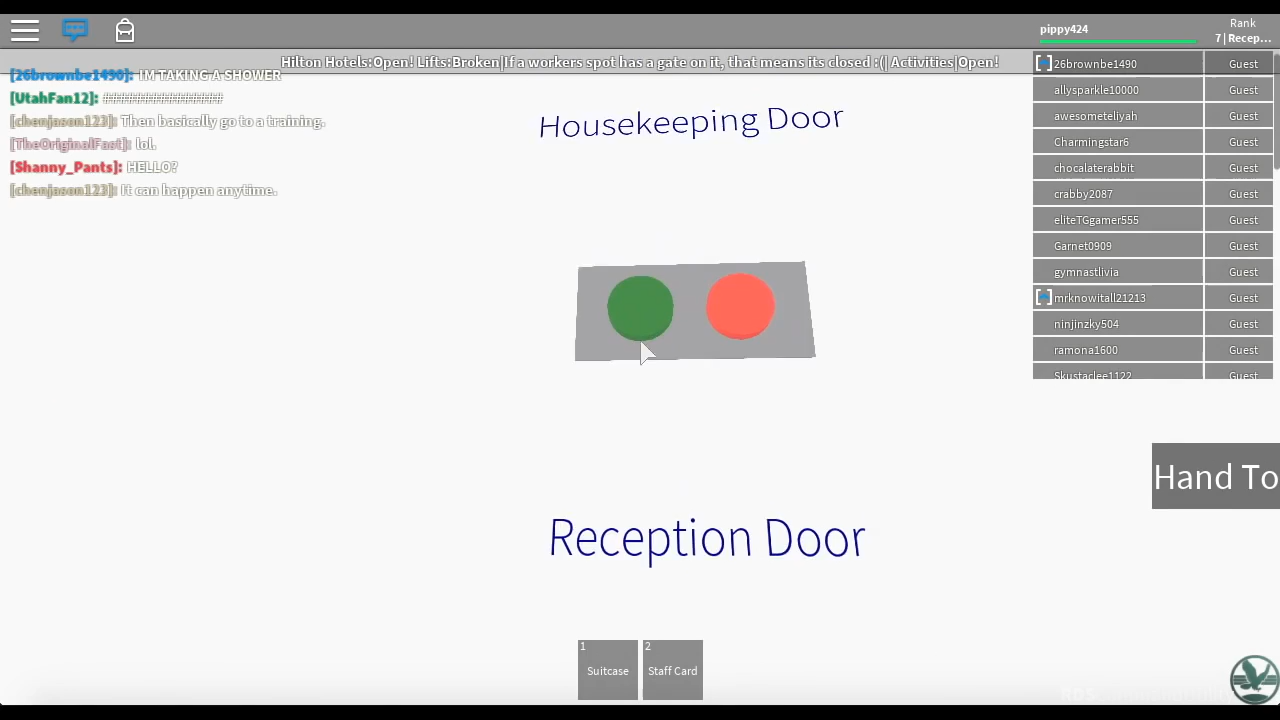 pippy424
Rank
7 | Recep...
Hilton Hotels:Open! Lifts:Broken|If a workers spot has a gate on it, that means its closed :(| Activities|Open!
[26brownbe1490]: IM TAKING A SHOWER
[UtahFan12]: ################
[chenjason123]: Then basically go to a training.
[TheOriginalFast]: lol.
[Shanny_Pants]: HELLO?
[chenjason123]: It can happen anytime.
26brownbe1490 Guest
allysparkle10000 Guest
awesometeliyah Guest
Charmingstar6 Guest
chocalaterabbit Guest
crabby2087 Guest
eliteTGgamer555 Guest
Garnet0909 Guest
gymnastlivia Guest
mrknowitall21213 Guest
ninjinzky504 Guest
ramona1600 Guest
Skustaclee1122 Guest
Housekeeping Door
Hand To
Reception Door
1 Suitcase
2 Staff Card